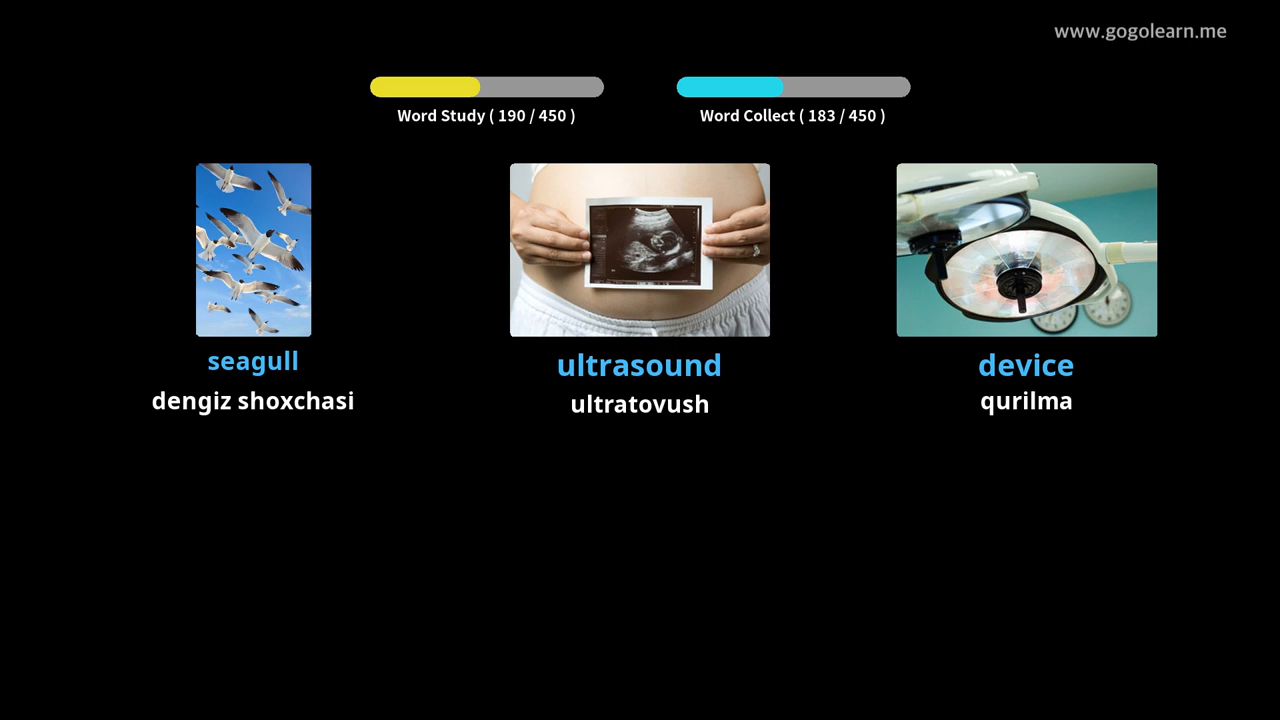 www.gogolearn.me
Word Study ( 190 / 450 )
Word Collect ( 183 / 450 )
seagull
ultrasound
device
dengiz shoxchasi
ultratovush
qurilma